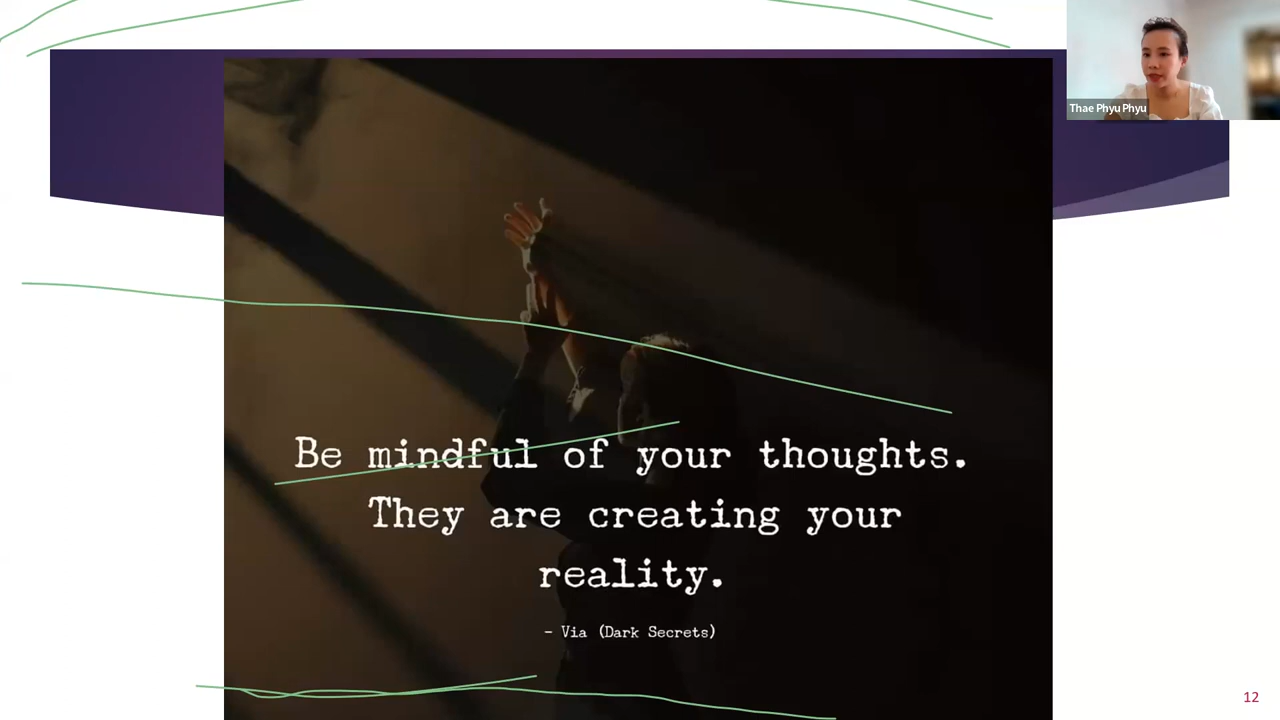 Thae Phyu Phyu
Be mindful of your thoughts.
They are creating your
reality.
- Via (Dark Secrets)
12